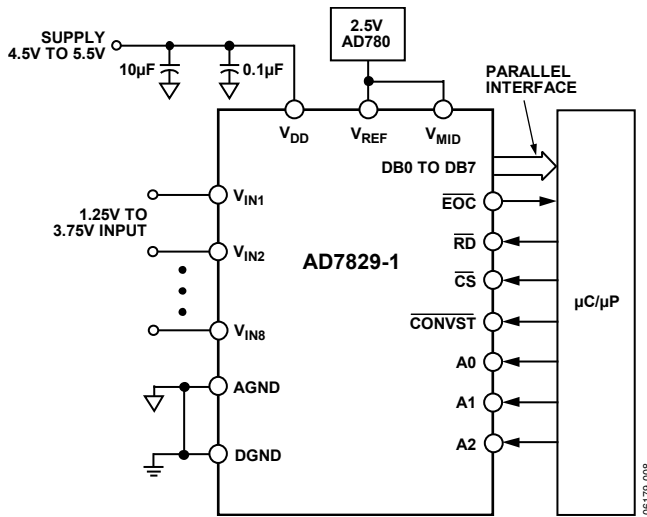 SUPPLY
4.5V TO 5.5V
10µF
0.1µF
2.5V
AD780
PARALLEL
INTERFACE
VDD
VREF
VMID
DB0 TO DB7
VIN1
1.25V TO
3.75V INPUT
VIN2
VIN8
AGND
DGND
AD7829-1
EOC
RD
CS
CONVST
A0
A1
A2
µC/µP
06179-008